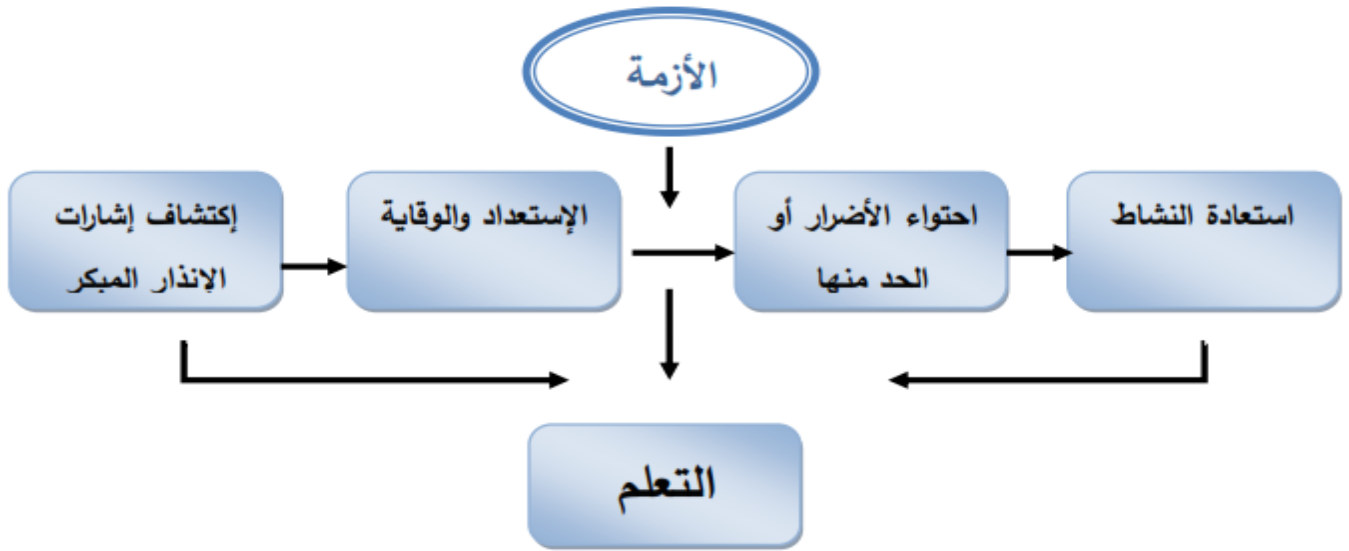 الأزمة
إكتشاف إشارات
الإنذار المبكر
الإستعداد والوقاية
احتواء الأضرار أو
الحد منها
استعادة النشاط
التعلم